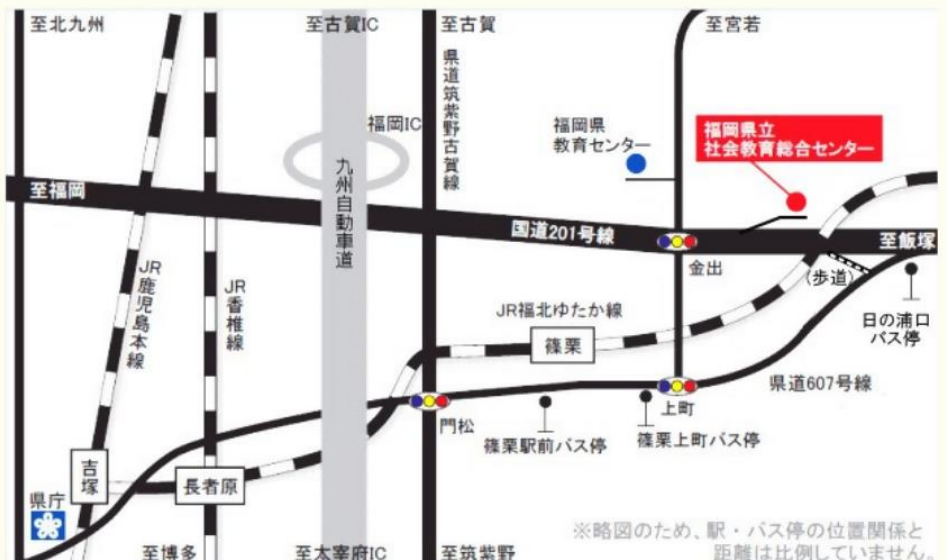 至北九州
至古賀IC
至古賀
至宮若
県道筑紫野古賀線
福岡IC
福岡県
教育センター
福岡県立
社会教育総合センター
九州自動車道
至福岡
国道201号線
至飯塚
金出
(歩道)
JR鹿児島本線
JR香椎線
JR福北ゆたか線
日の浦口
バス停
篠栗
県道607号線
上町
門松
篠栗駅前バス停
篠栗上町バス停
吉塚
長者原
県庁
至博多
至太宰府IC
至筑紫野
※略図のため、駅・バス停の位置関係と
距離は比例していません。